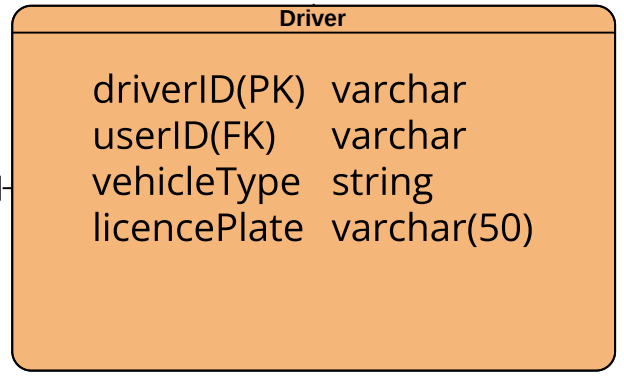 Driver
driverID(PK) varchar
userID(FK) varchar
vehicleType string
licencePlate varchar(50)